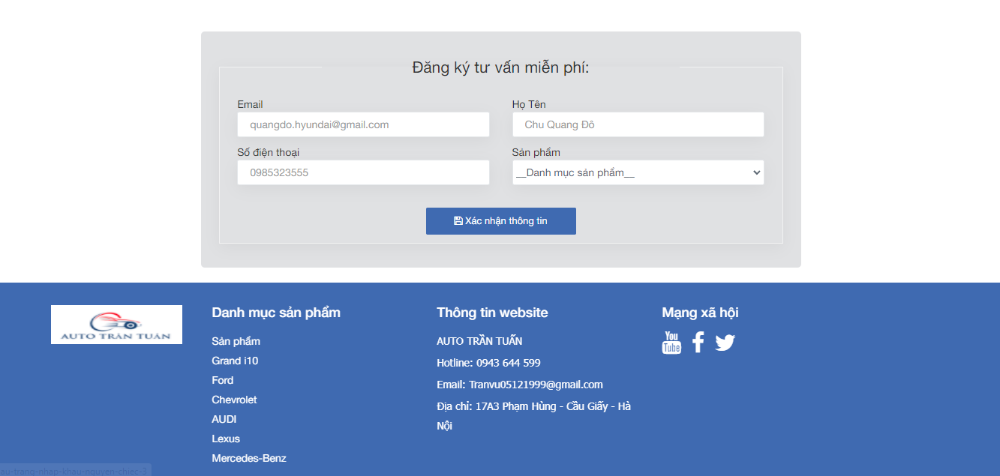 Đăng ký tư vấn miễn phí:
Email
Họ Tên
quangdo.hyundai@gmail.com
Chu Quang Đô
Số điện thoại
Sản phẩm
0985323555
__Danh mục sản phẩm__
Xác nhận thông tin
AUTO TRẦN TUẤN
Danh mục sản phẩm
Sản phẩm
Grand i10
Ford
Chevrolet
AUDI
Lexus
Mercedes-Benz
Thông tin website
AUTO TRẦN TUẤN
Hotline: 0943 644 599
Email: Tranvu05121999@gmail.com
Địa chỉ: 17A3 Phạm Hùng - Cầu Giấy - Hà
Nội
Mạng xã hội
You
Tube
au-trang-nhap-khau-nguyen-chiec-3